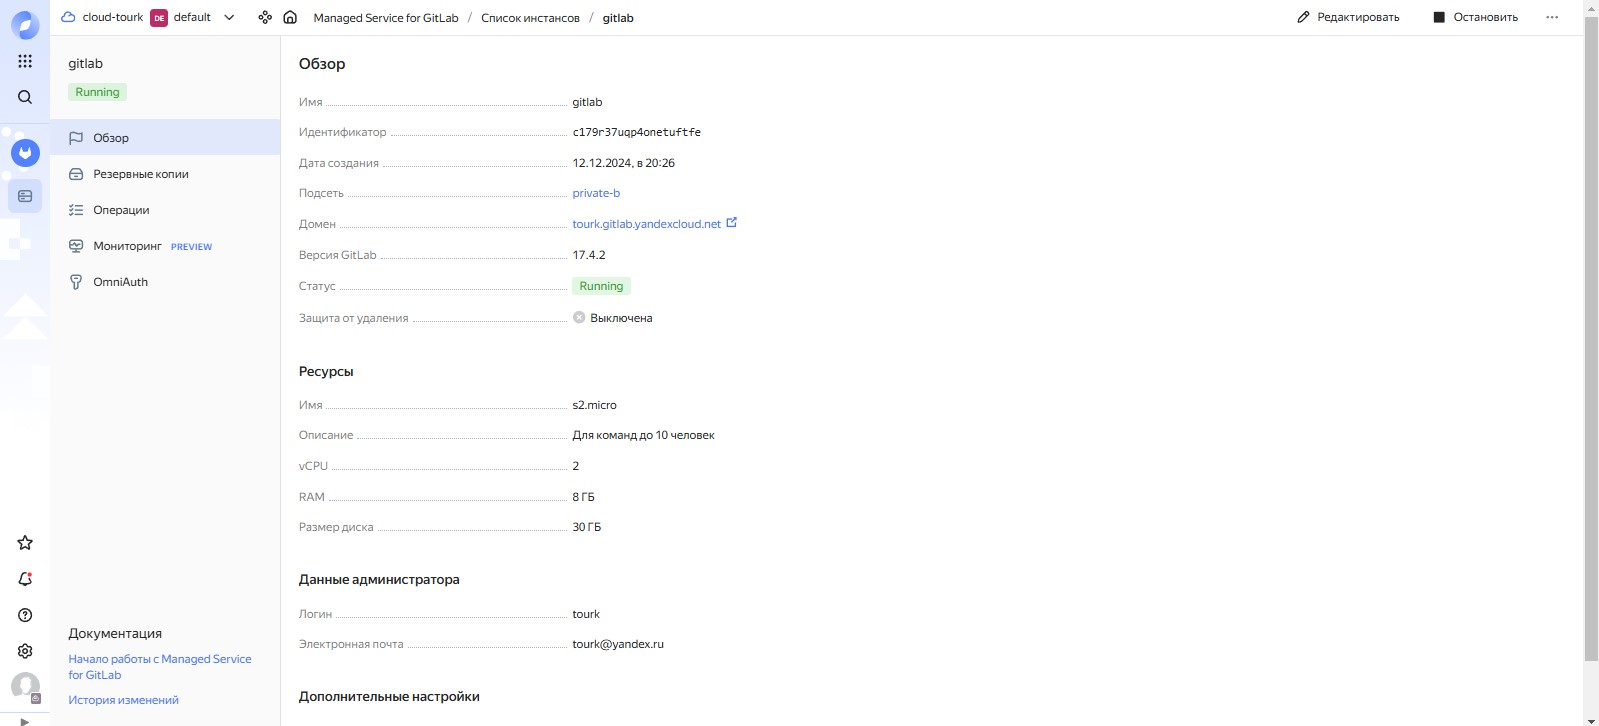 cloud-tourk DE default Managed Service for GitLab / Список инстансов / gitlab Редактировать Остановить
gitlab
Running
Обзор
Резервные копии
Операции
Мониторинг PREVIEW
OmniAuth
Документация
Начало работы с Managed Service
for GitLab
История изменений
Обзор
Имя gitlab
Идентификатор c179r37uqp4onetuftfe
Дата создания 12.12.2024, в 20:26
Подсеть private-b
Домен tourk.gitlab.yandexcloud.net
Версия GitLab 17.4.2
Статус Running
Защита от удаления Выключена
Ресурсы
Имя s2.micro
Описание Для команд до 10 человек
vCPU 2
RAM 8 ГБ
Размер диска 30 ГБ
Данные администратора
Логин tourk
Электронная почта tourk@yandex.ru
Дополнительные настройки